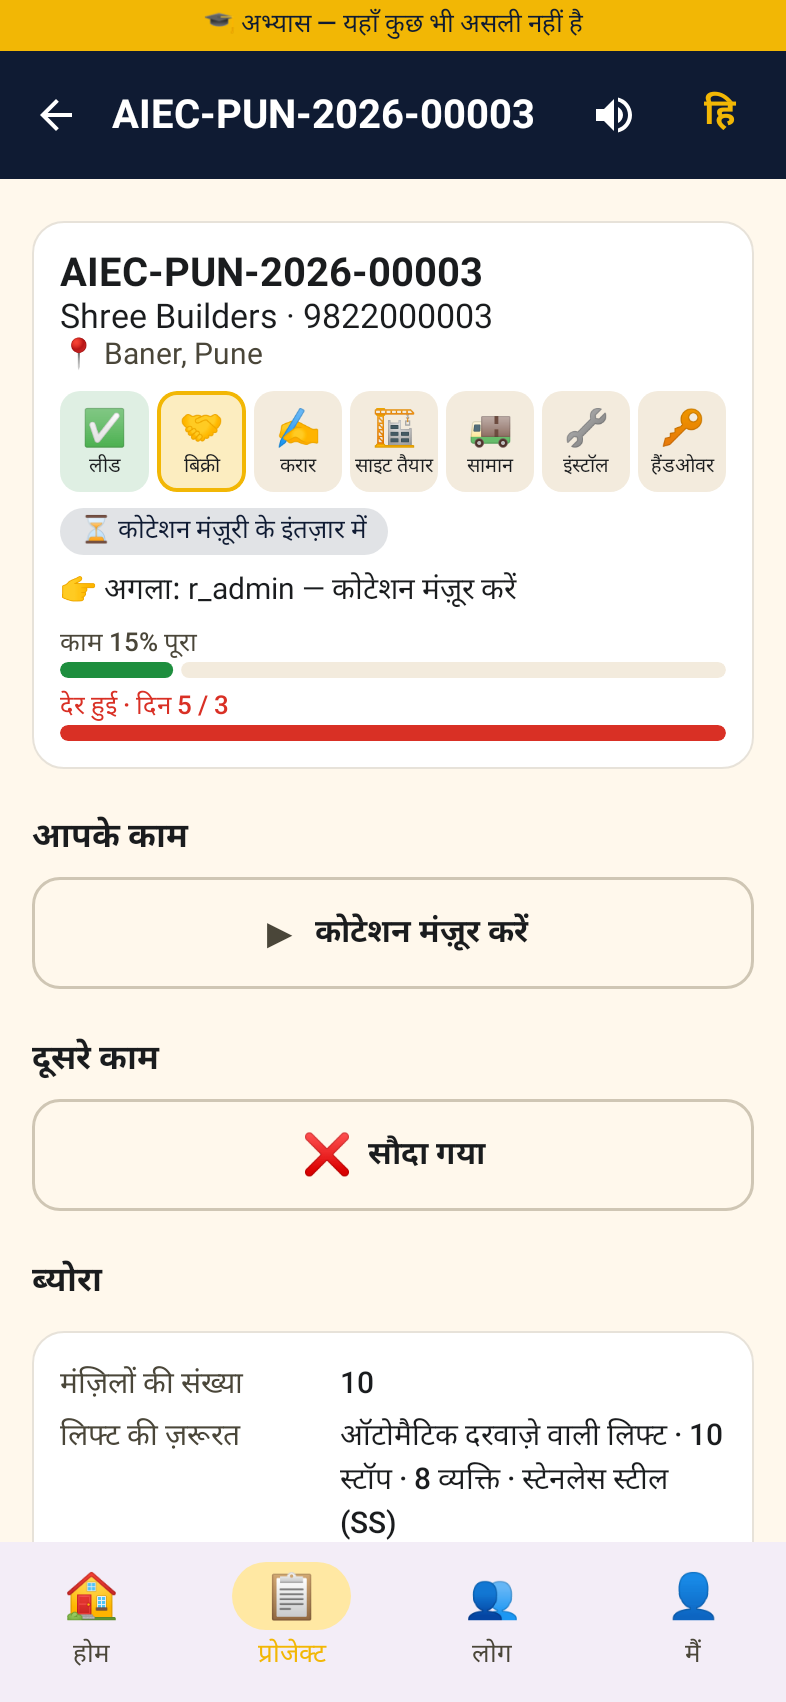 अभ्यास — यहाँ कुछ भी असली नहीं है
AIEC-PUN-2026-00003
हि
AIEC-PUN-2026-00003
Shree Builders · 9822000003
Baner, Pune
लीड
बिक्री
करार
साइट तैयार
सामान
इंस्टॉल
हैंडओवर
कोटेशन मंज़ूरी के इंतज़ार में
अगला: r_admin — कोटेशन मंज़ूर करें
काम 15% पूरा
देर हुई · दिन 5 / 3
आपके काम
कोटेशन मंज़ूर करें
दूसरे काम
सौदा गया
ब्योरा
मंज़िलों की संख्या 10
लिफ्ट की ज़रूरत ऑटोमैटिक दरवाज़े वाली लिफ्ट · 10
स्टॉप · 8 व्यक्ति · स्टेनलेस स्टील
(SS)
होम
प्रोजेक्ट
लोग
मैं